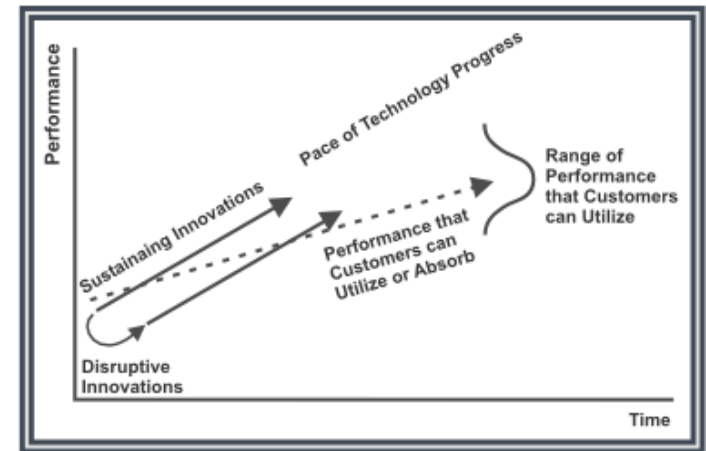 Performance
Pace of Technology Progress
Sustainaing Innovations
Range of
Performance
that Customers
can Utilize
Performance that
Customers can
Utilize or Absorb
Disruptive
Innovations
Time